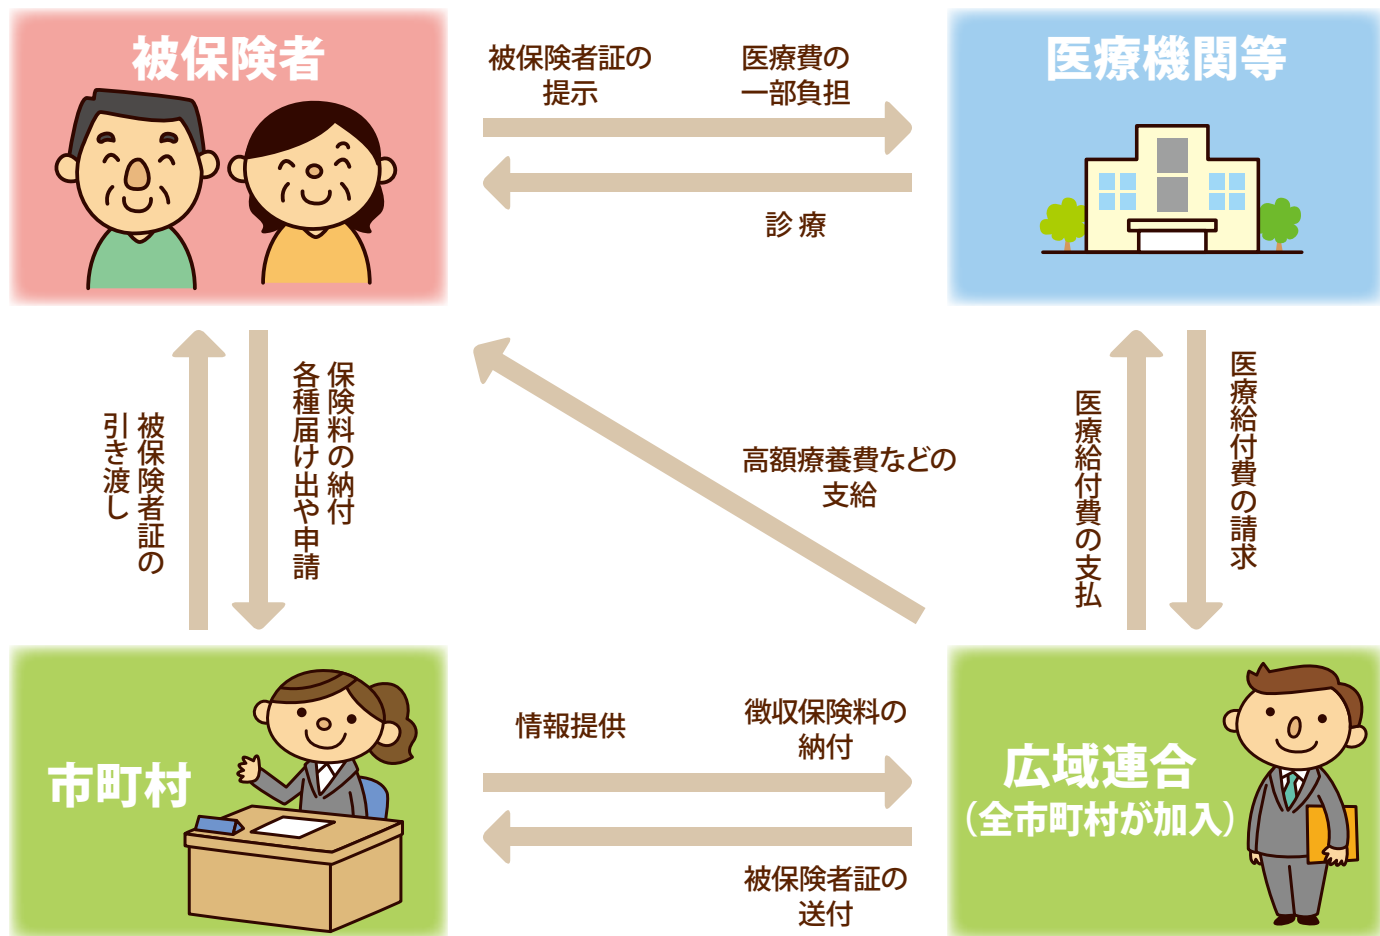 被保険者
被保険者証の
提示
医療費の
一部負担
医療機関等
診療
被保険者証の
引き渡し
保険料の納付
各種届け出や申請
高額療養費などの
支給
医療給付費の支払
医療給付費の請求
市町村
情報提供
徴収保険料の
納付
被保険者証の
送付
広域連合
（全市町村が加入）